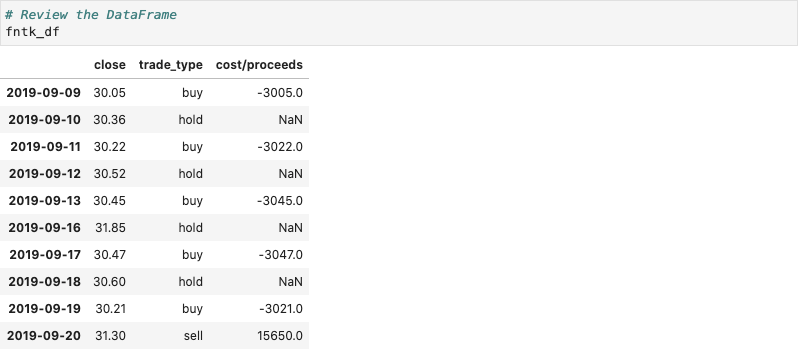 # Review the DataFrame
fntk_df
close trade_type cost/proceeds
2019-09-09 30.05 buy -3005.0
2019-09-10 30.36 hold NaN
2019-09-11 30.22 buy -3022.0
2019-09-12 30.52 hold NaN
2019-09-13 30.45 buy -3045.0
2019-09-16 31.85 hold NaN
2019-09-17 30.47 buy -3047.0
2019-09-18 30.60 hold NaN
2019-09-19 30.21 buy -3021.0
2019-09-20 31.30 sell 15650.0